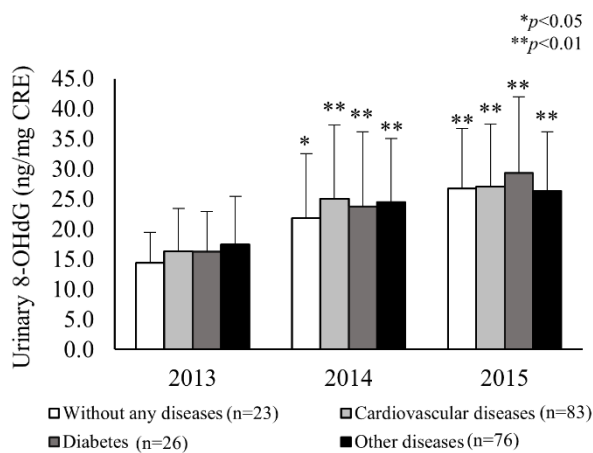 *p<0.05
**p<0.01
Urinary 8-OHdG (ng/mg CRE)
45.0
40.0
35.0
30.0
25.0
20.0
15.0
10.0
5.0
0.0
* ** ** **
** ** ** **
2013 2014 2015
Without any diseases (n=23) Cardiovascular diseases (n=83)
Diabetes (n=26) Other diseases (n=76)